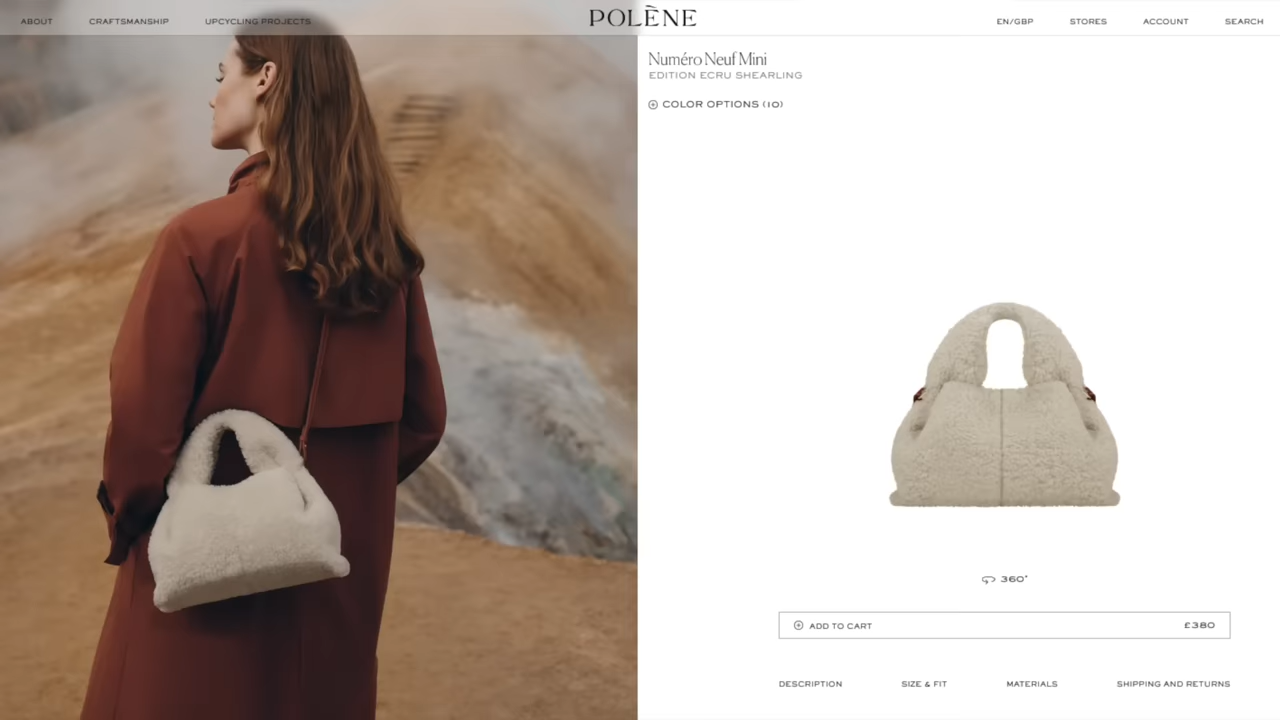 ABOUT CRAFTSMANSHIP UPCYCLING PROJECTS POLÈNE EN/GBP STORES ACCOUNT SEARCH
Numéro Neuf Mini
EDITION ECRU SHEARLING
COLOR OPTIONS (10)
360°
ADD TO CART £380
DESCRIPTION SIZE & FIT MATERIALS SHIPPING AND RETURNS